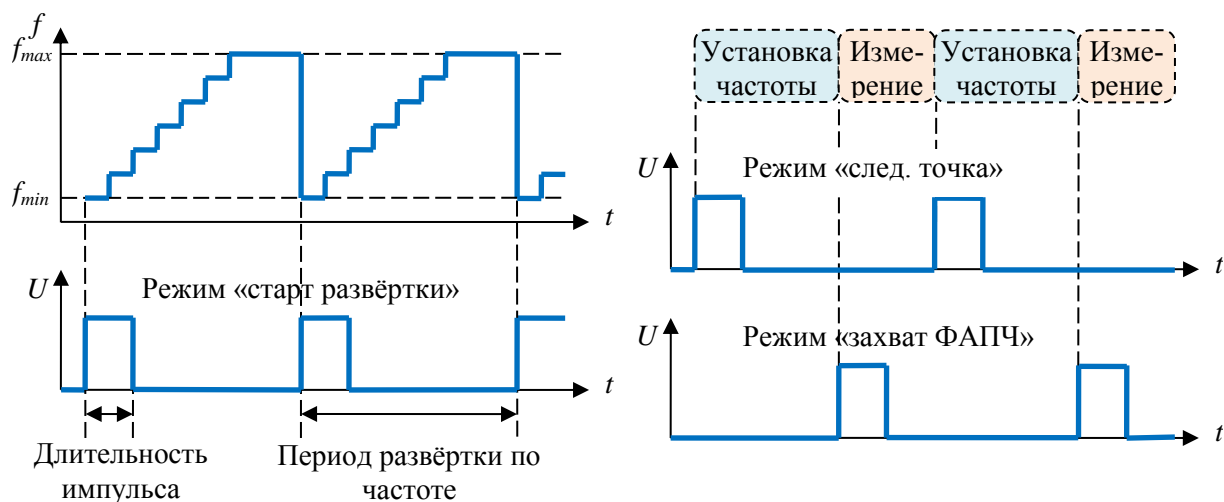 f
fmax
fmin
t
U
Режим «старт развёртки»
t
Длительность
импульса
Период развёртки по
частоте
Установка
частоты
Изме-
рение
Установка
частоты
Изме-
рение
U
Режим «след. точка»
t
U
Режим «захват ФАПЧ»
t